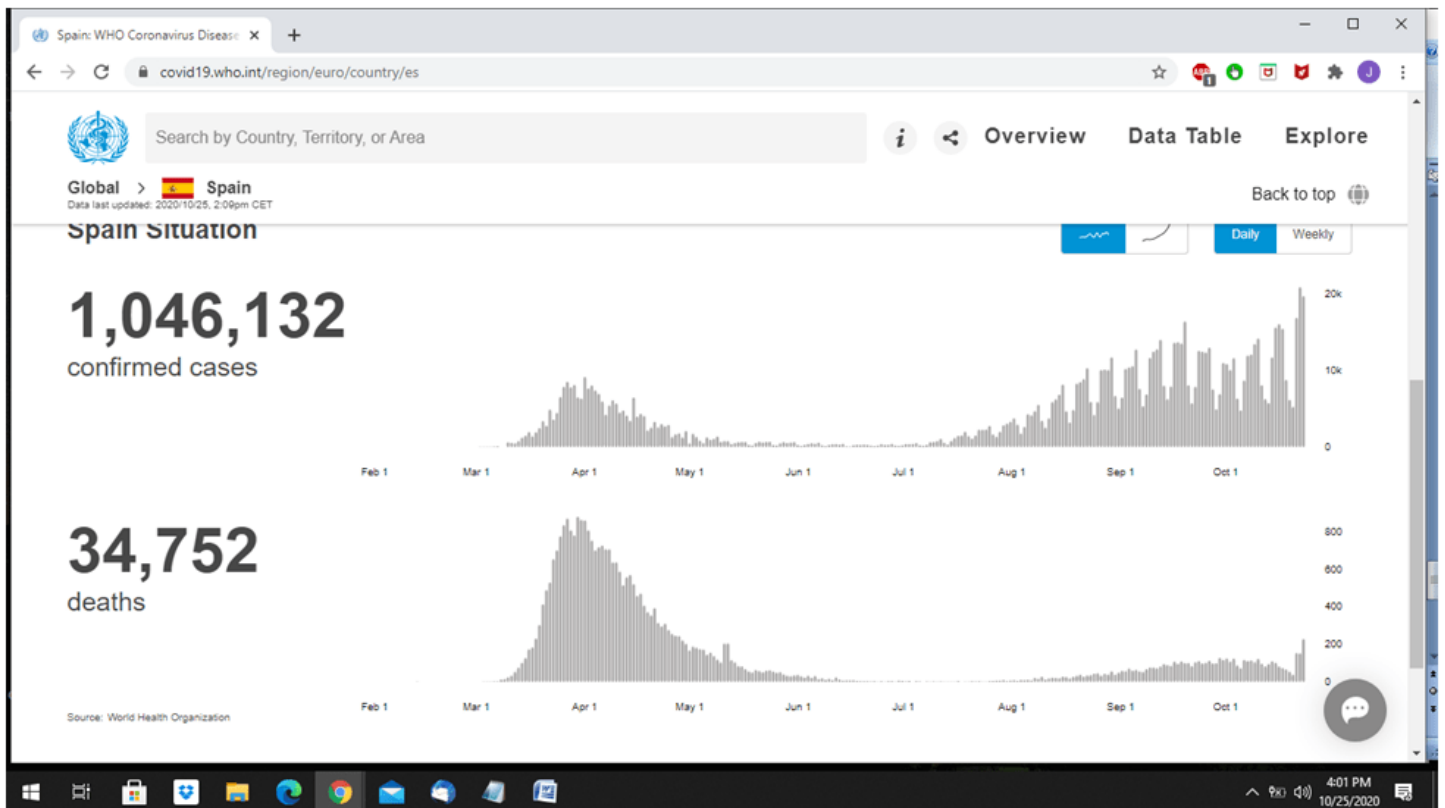 Spain: WHO Coronavirus Disease
covid19.who.int/region/euro/country/es
1
J
Search by Country, Territory, or Area
i
Overview
Data Table
Explore
Global > Spain
Data last updated: 2020/10/25, 2:09pm CET
Back to top
Spain Situation
Daily
Weekly
1,046,132
confirmed cases
20k
10k
0
Feb 1
Mar 1
Apr 1
May 1
Jun 1
Jul 1
Aug 1
Sep 1
Oct 1
34,752
deaths
800
600
400
200
0
Feb 1
Mar 1
Apr 1
May 1
Jun 1
Jul 1
Aug 1
Sep 1
Oct 1
Source: World Health Organization
4:01 PM
10/25/2020